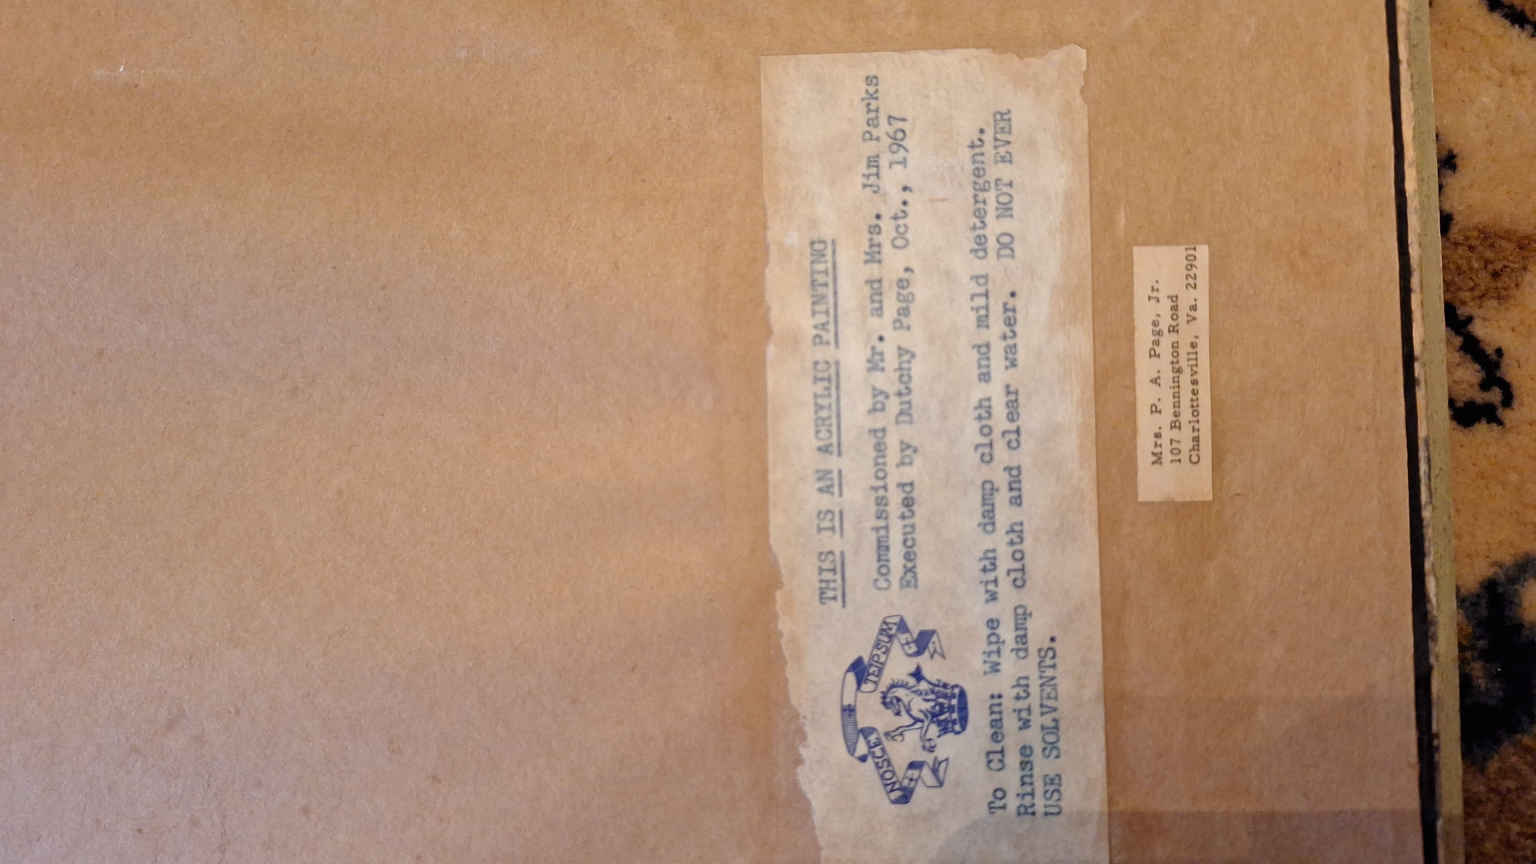 THIS IS AN ACRYLIC PAINTING
Commissioned by Mr. and Mrs. Jim Parks
Executed by Dutchy Page, Oct., 1967
NOSCE TEIPSUM
To Clean: Wipe with damp cloth and mild detergent.
Rinse with damp cloth and clear water. DO NOT EVER
USE SOLVENTS.
Mrs. P. A. Page, Jr.
107 Bennington Road
Charlottesville, Va. 22901